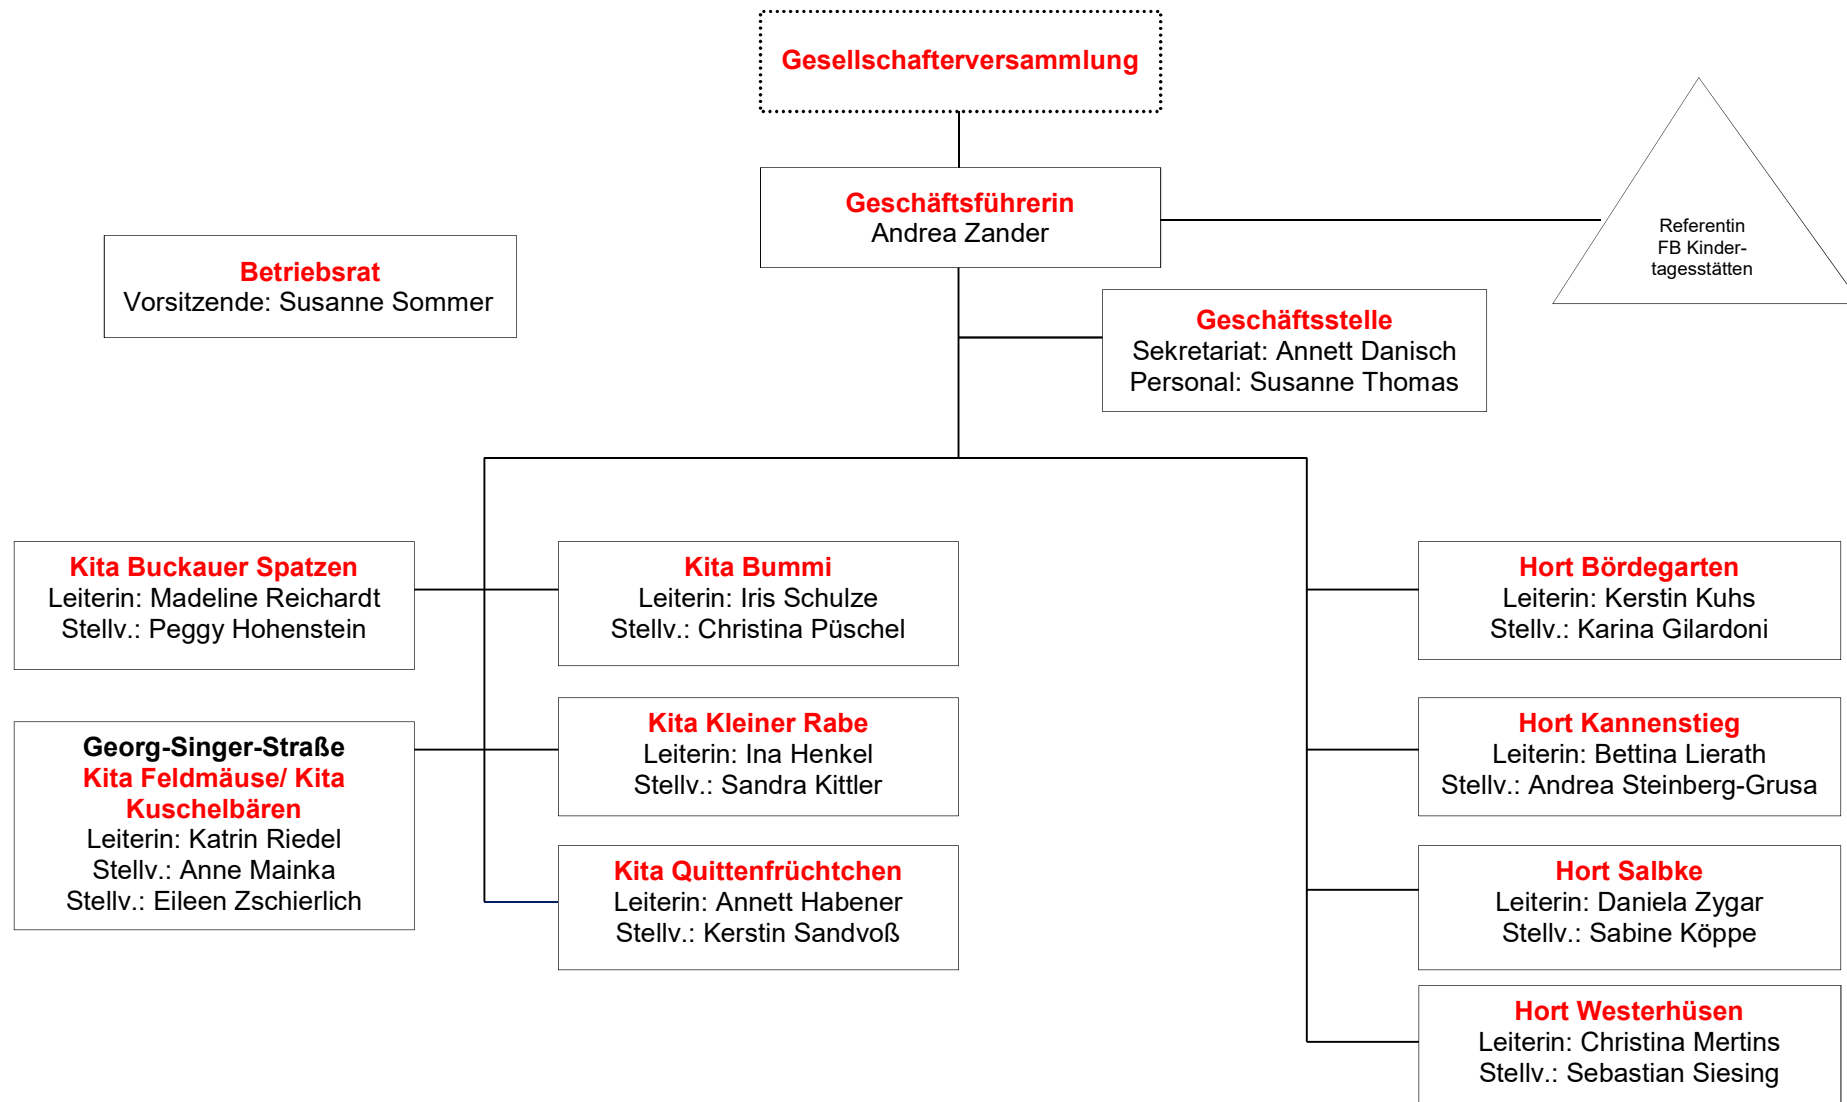 Gesellschafterversammlung
Geschäftsführerin
Andrea Zander
Referentin
FB Kinder-
tagesstätten
Betriebsrat
Vorsitzende: Susanne Sommer
Geschäftsstelle
Sekretariat: Annett Danisch
Personal: Susanne Thomas
Kita Buckauer Spatzen
Leiterin: Madeline Reichardt
Stellv.: Peggy Hohenstein
Kita Bummi
Leiterin: Iris Schulze
Stellv.: Christina Püschel
Hort Bördegarten
Leiterin: Kerstin Kuhs
Stellv.: Karina Gilardoni
Georg-Singer-Straße
Kita Feldmäuse/ Kita
Kuschelbären
Leiterin: Katrin Riedel
Stellv.: Anne Mainka
Stellv.: Eileen Zschierlich
Kita Kleiner Rabe
Leiterin: Ina Henkel
Stellv.: Sandra Kittler
Hort Kannenstieg
Leiterin: Bettina Lierath
Stellv.: Andrea Steinberg-Grusa
Kita Quittenfrüchtchen
Leiterin: Annett Habener
Stellv.: Kerstin Sandvoß
Hort Salbke
Leiterin: Daniela Zygar
Stellv.: Sabine Köppe
Hort Westerhüsen
Leiterin: Christina Mertins
Stellv.: Sebastian Siesing